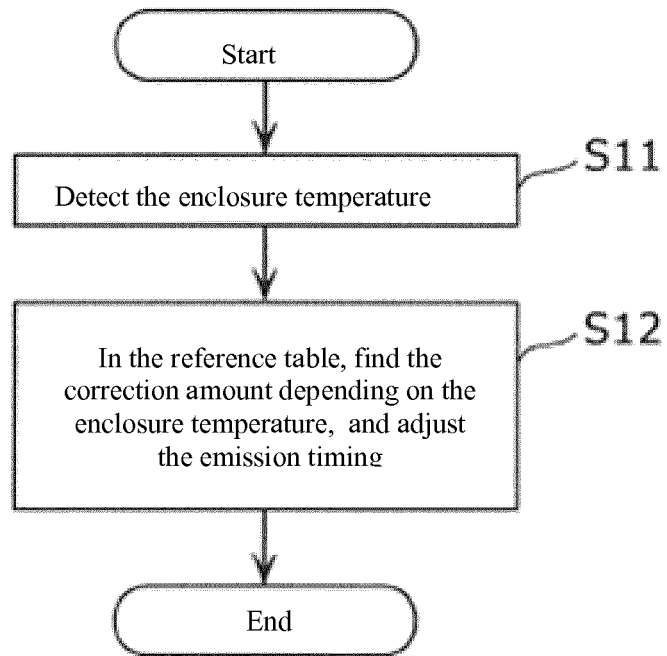 Start
S11
Detect the enclosure temperature
S12
In the reference table, find the
correction amount depending on the
enclosure temperature, and adjust
the emission timing
End